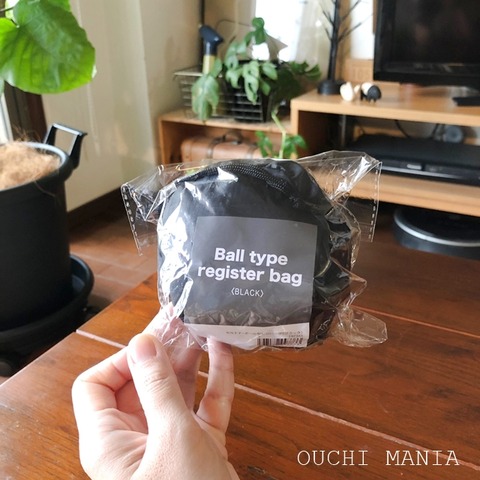 Ball type
register bag
〈BLACK〉
OUCHI MANIA